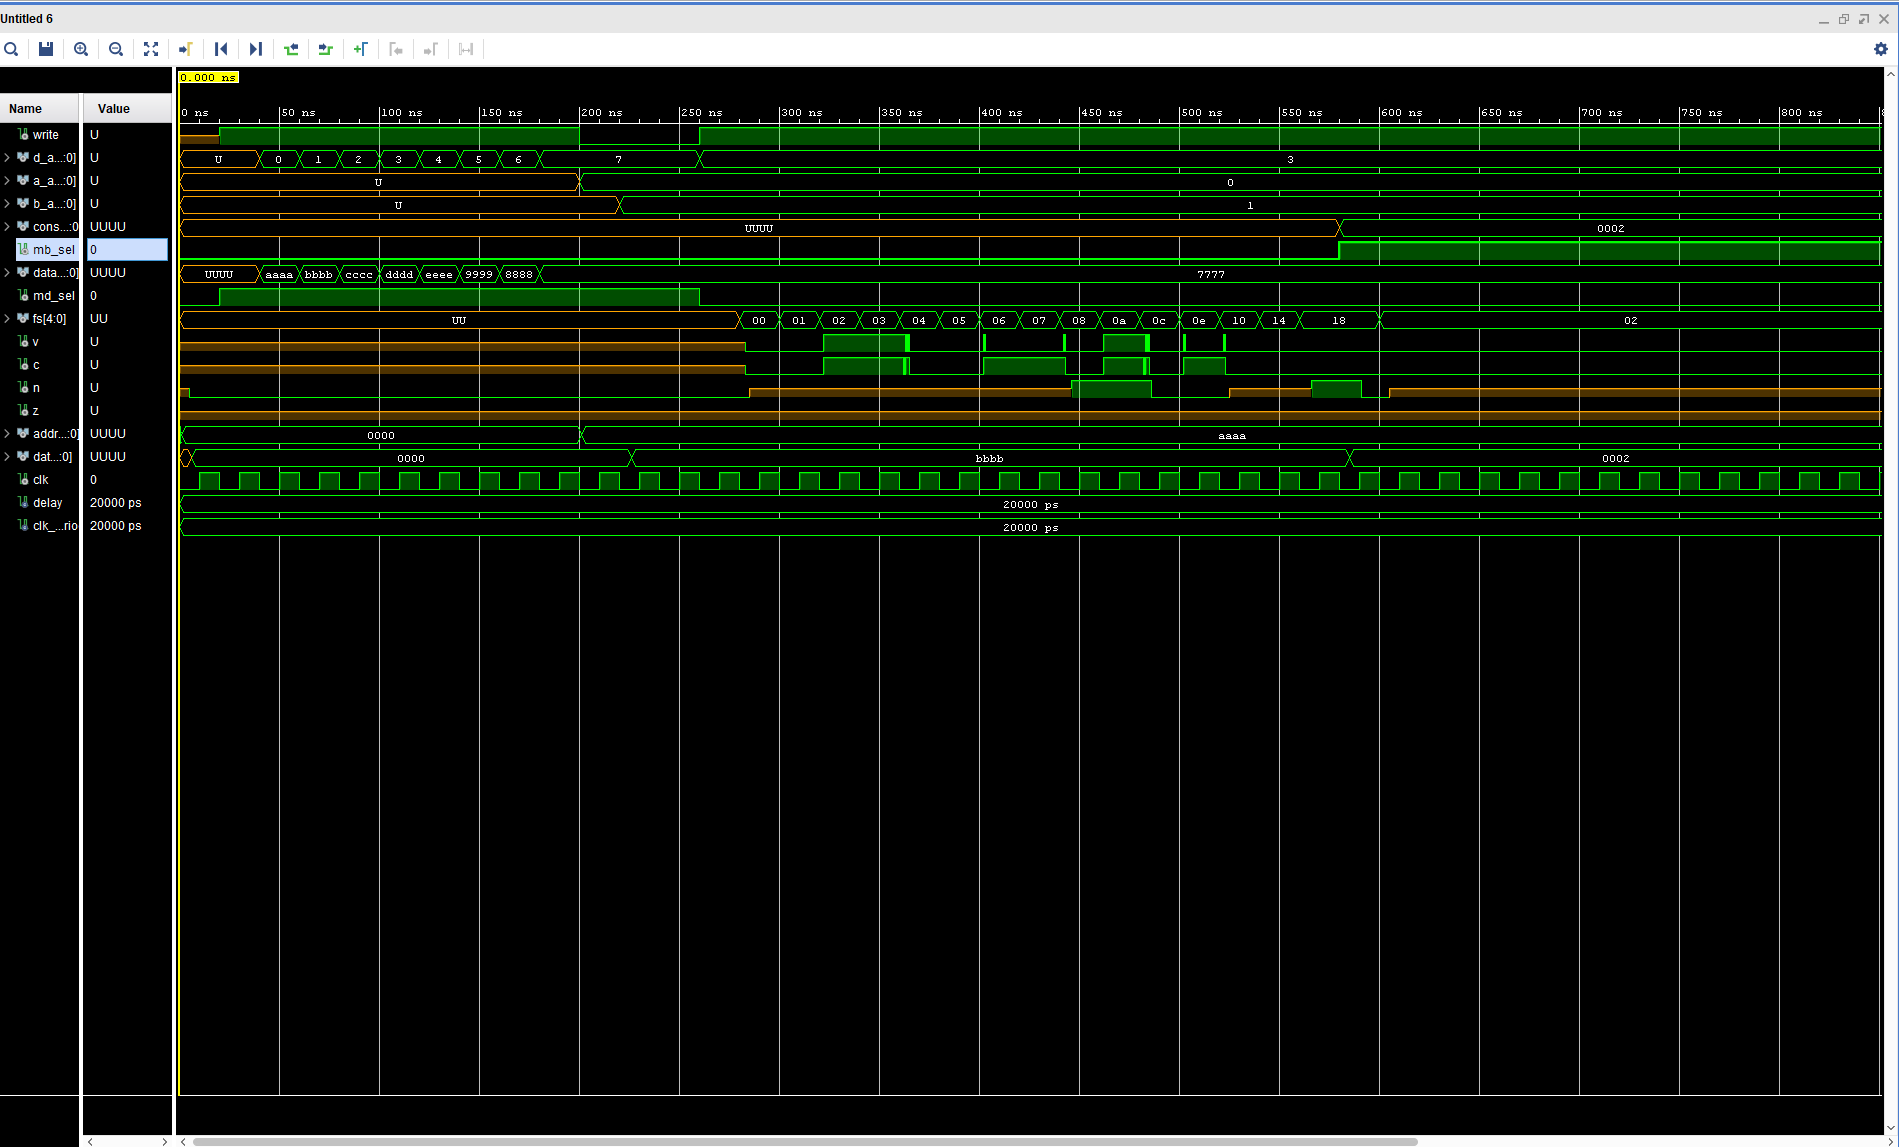 Untitled 6
0.000 ns
Name Value
0 ns 50 ns 100 ns 150 ns 200 ns 250 ns 300 ns 350 ns 400 ns 450 ns 500 ns 550 ns 600 ns 650 ns 700 ns 750 ns 800 ns
write U
d_a...:0] U U 0 1 2 3 4 5 6 7 3
a_a...:0] U U 0
b_a...:0] U U 1
cons...:0 UUUU UUUU 0002
mb_sel 0
data...:0] UUUU UUUU aaaa bbbb cccc dddd eeee 9999 8888 7777
md_sel 0
fs[4:0] UU UU 00 01 02 03 04 05 06 07 08 0a 0c 0e 10 14 18 02
v U
c U
n U
z U
addr...:0] UUUU 0000 aaaa
dat...:0] UUUU 0000 bbbb 0002
clk 0
delay 20000 ps 20000 ps
clk_...rio 20000 ps 20000 ps